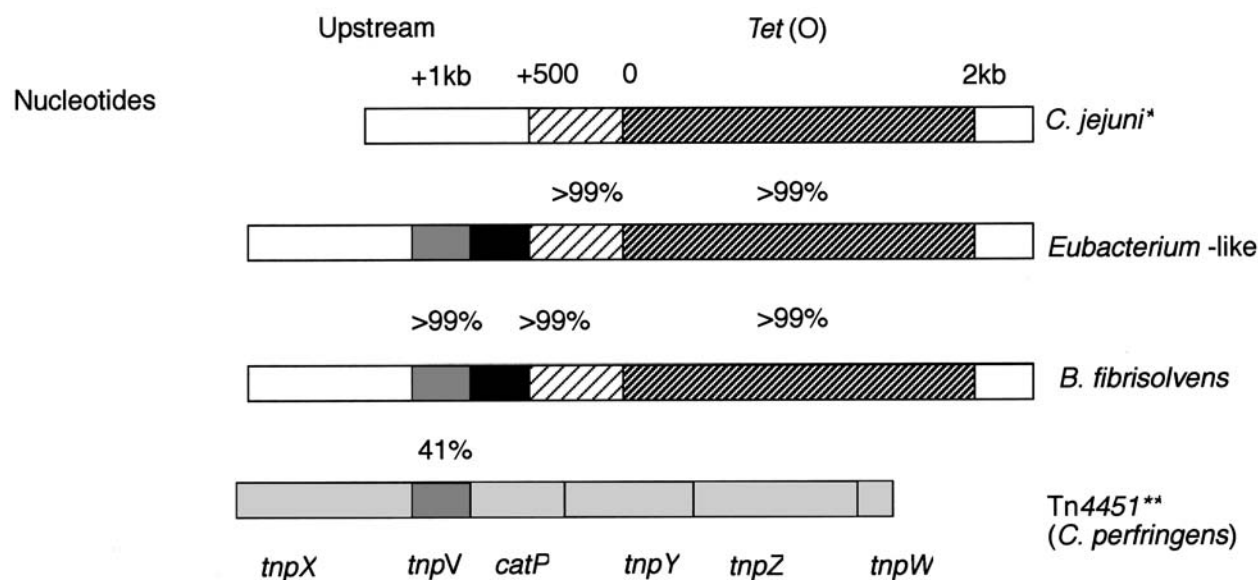 Upstream Tet (O)
+1kb +500 0 2kb
Nucleotides
C. jejuni*
>99% >99%
Eubacterium -like
>99% >99% >99%
B. fibrisolvens
41%
Tn4451**
(C. perfringens)
tnpX tnpV catP tnpY tnpZ tnpW